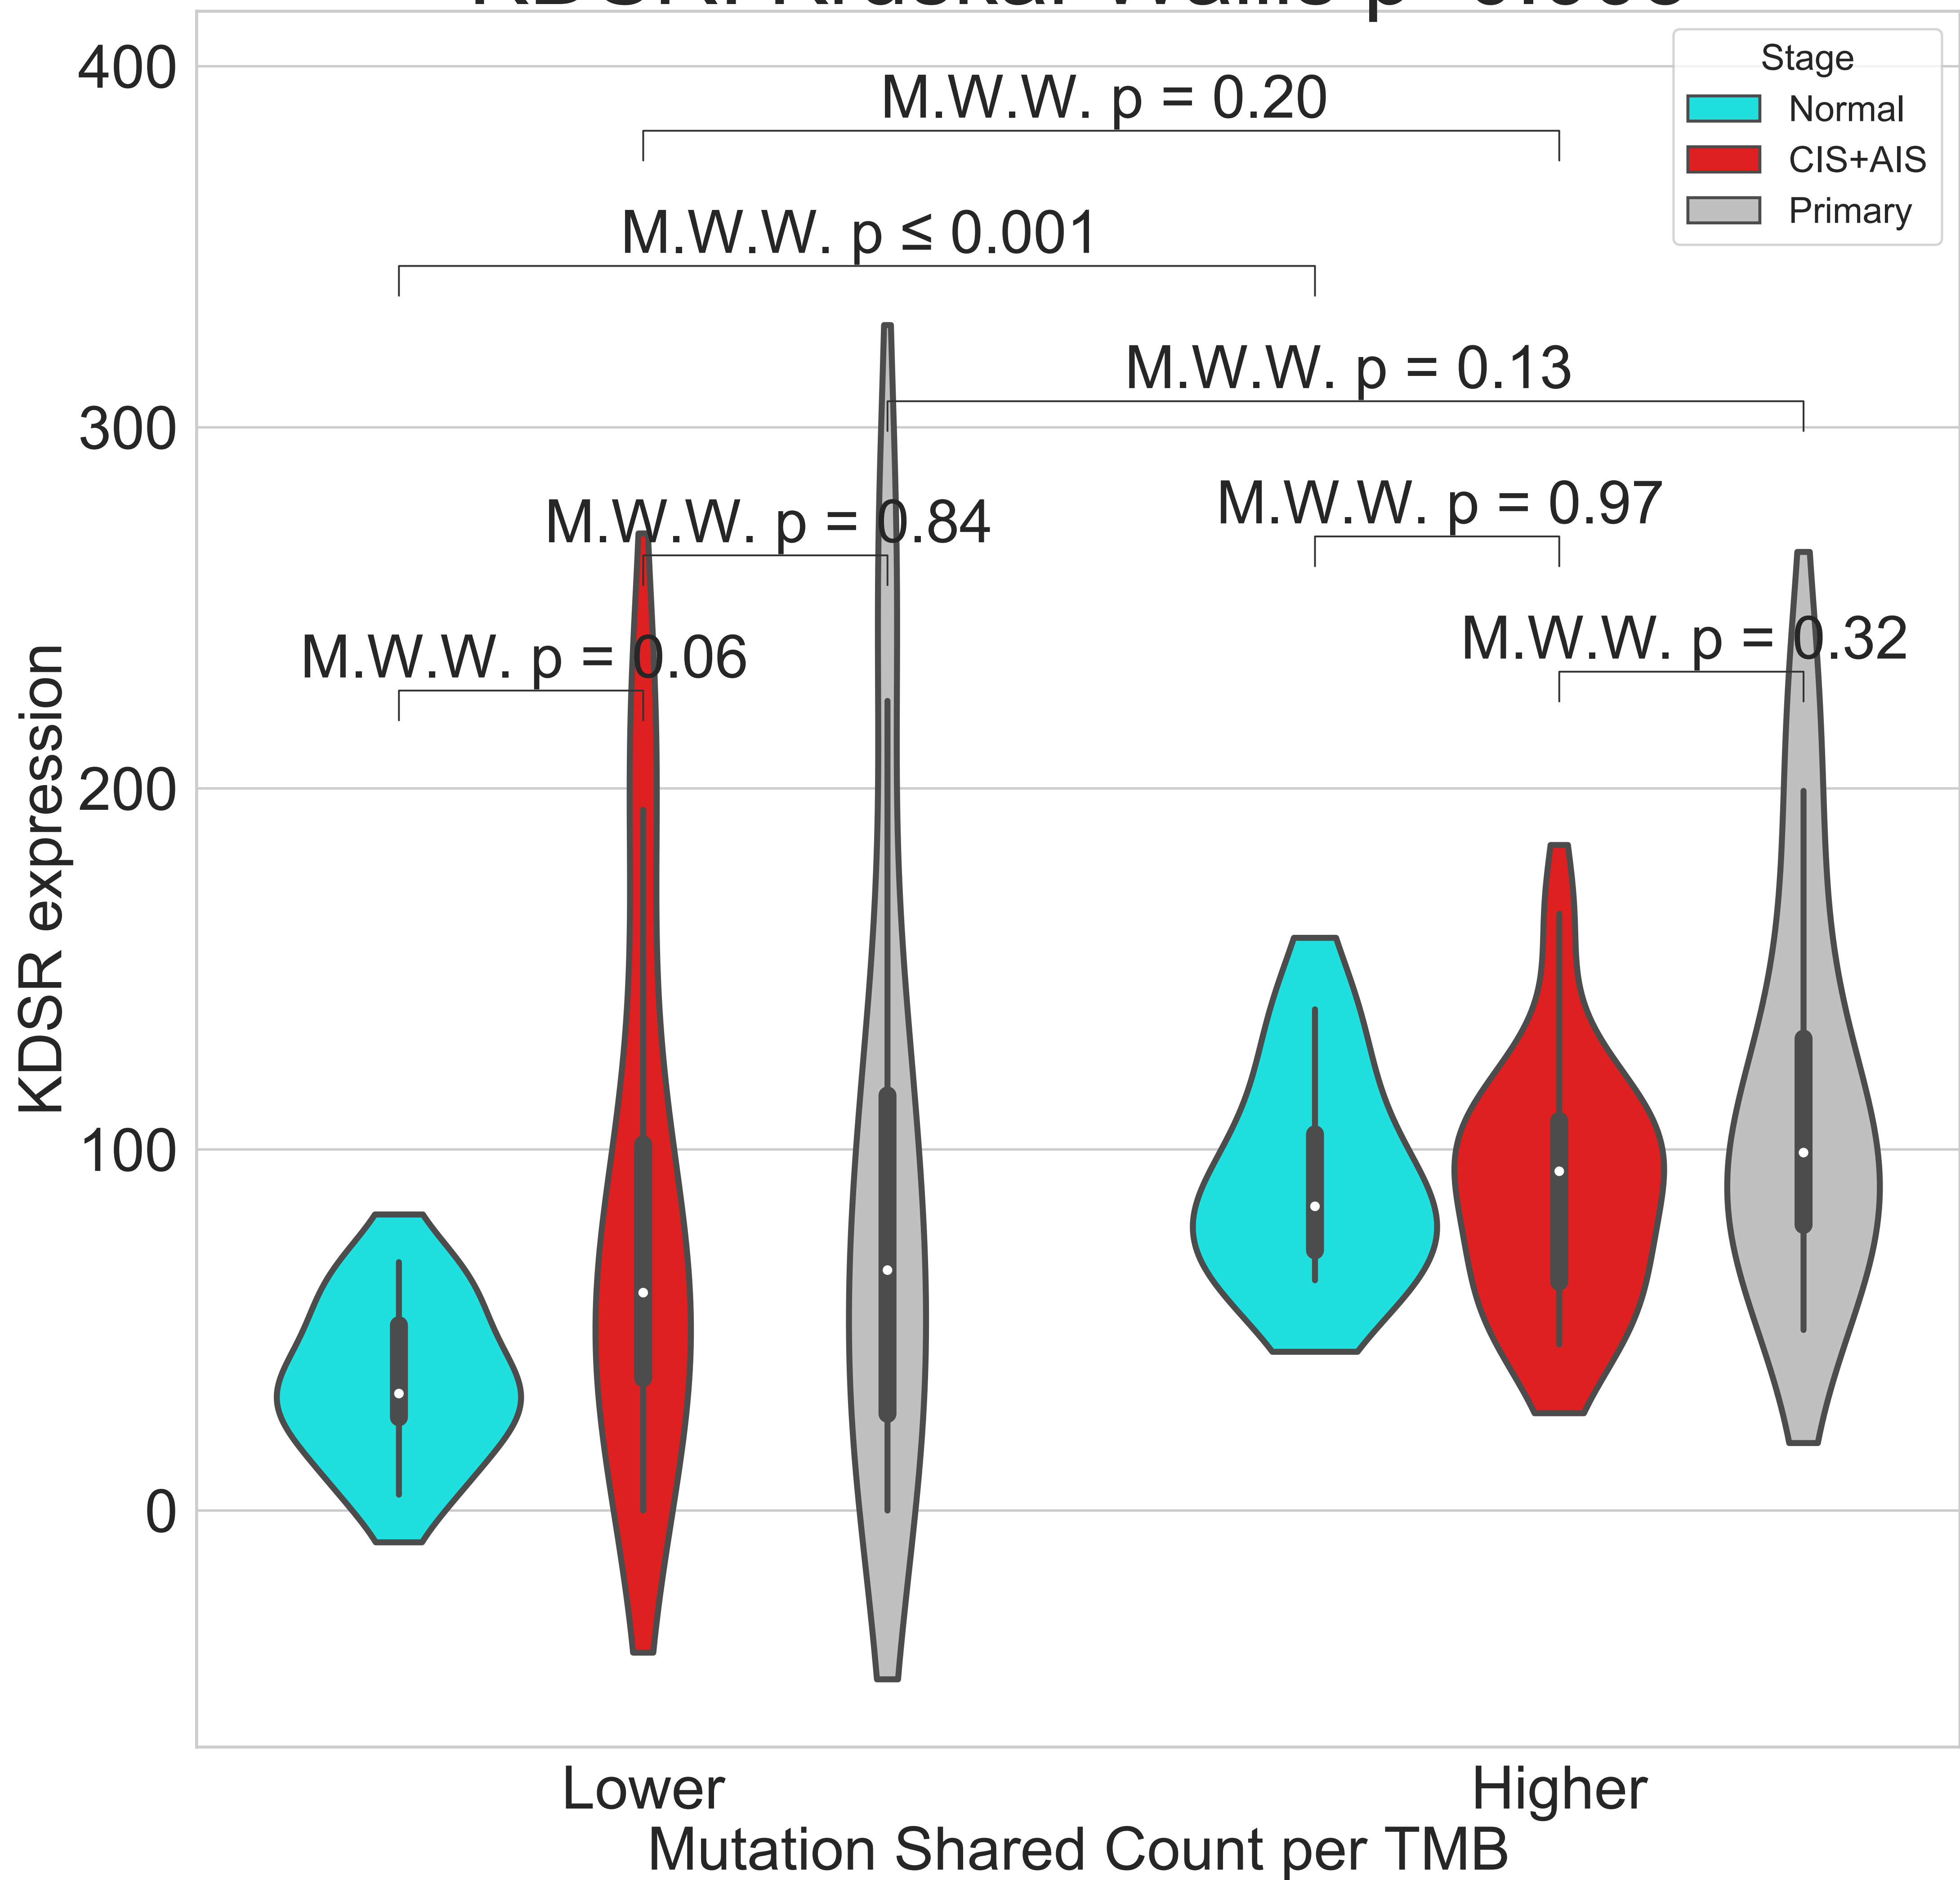 400
Stage
Normal
CIS+AIS
Primary
M.W.W. p = 0.20
M.W.W. p ≤ 0.001
M.W.W. p = 0.13
300
M.W.W. p = 0.84
M.W.W. p = 0.97
M.W.W. p = 0.06
M.W.W. p = 0.32
200
KDSR expression
100
0
Lower
Higher
Mutation Shared Count per TMB